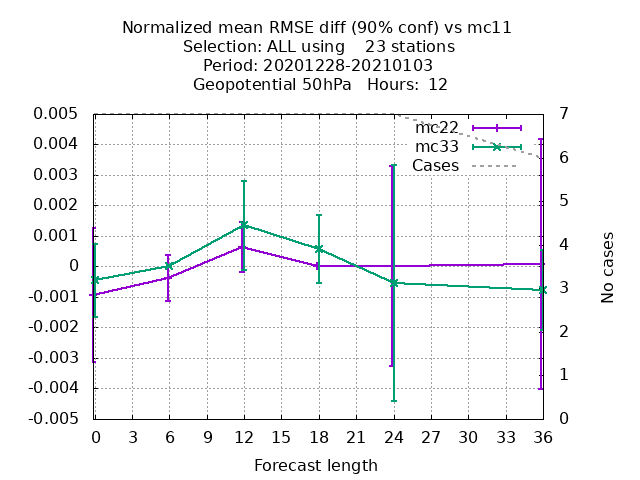 Normalized mean RMSE diff (90% conf) vs mc11
Selection: ALL using    23 stations
Period: 20201228-20210103
Geopotential 50hPa   Hours:  12
0.005
0.004
0.003
0.002
0.001
0
-0.001
-0.002
-0.003
-0.004
-0.005
mc22
mc33
Cases
7
6
5
4
3
2
1
0
No cases
0 3 6 9 12 15 18 21 24 27 30 33 36
Forecast length